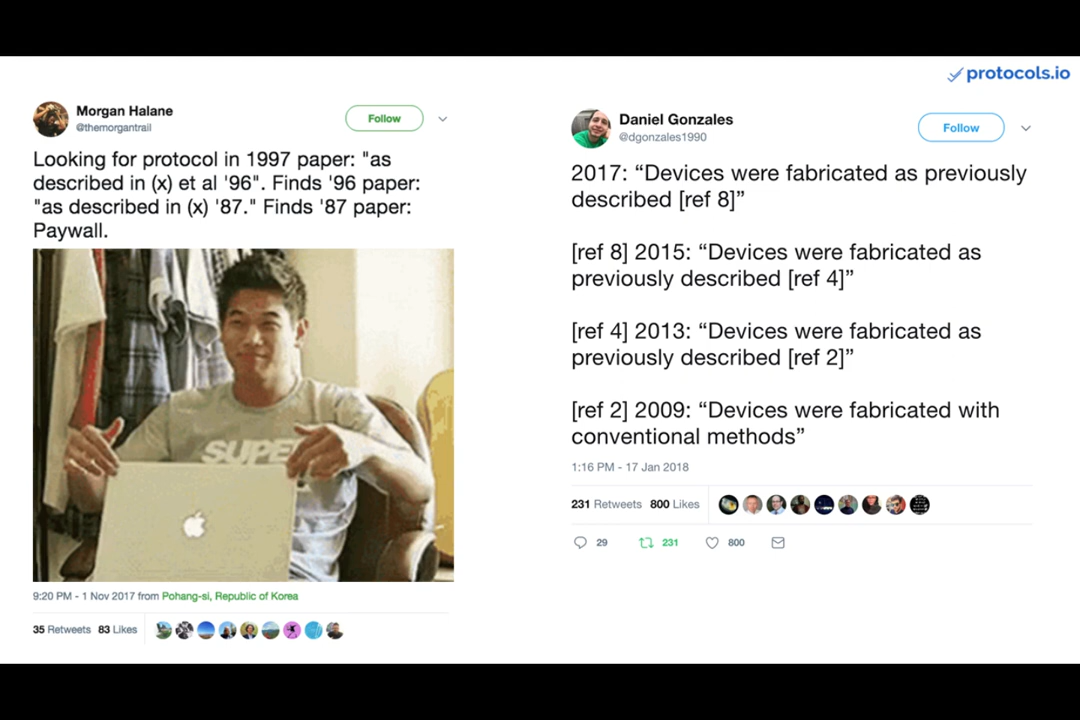 protocols.io
Morgan Halane
@themorgantrail
Follow
Looking for protocol in 1997 paper: "as
described in (x) et al '96". Finds '96 paper:
"as described in (x) '87." Finds '87 paper:
Paywall.
SUPE
9:20 PM - 1 Nov 2017 from Pohang-si, Republic of Korea
35 Retweets 83 Likes
Daniel Gonzales
@dgonzales1990
Follow
2017: “Devices were fabricated as previously
described [ref 8]”
[ref 8] 2015: “Devices were fabricated as
previously described [ref 4]”
[ref 4] 2013: “Devices were fabricated as
previously described [ref 2]”
[ref 2] 2009: “Devices were fabricated with
conventional methods”
1:16 PM - 17 Jan 2018
231 Retweets 800 Likes
29 231 800